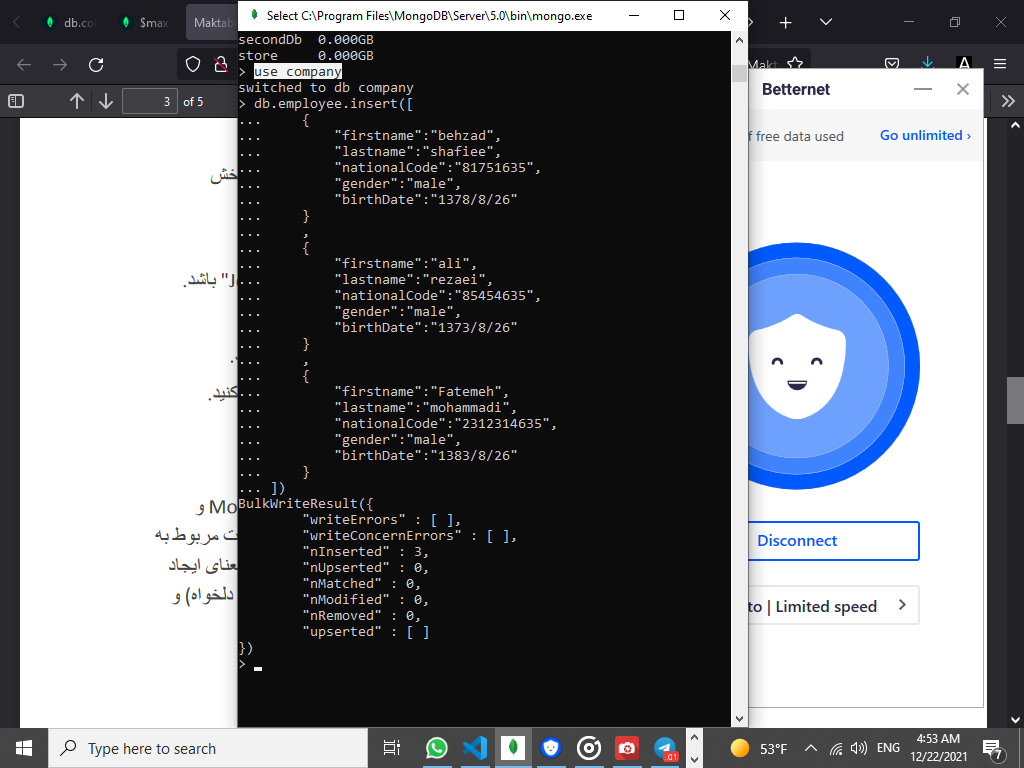 db.col
$max
Maktab
Select C:\Program Files\MongoDB\Server\5.0\bin\mongo.exe
Makt
3 of 5
secondDb 0.000GB
store 0.000GB
> use company
switched to db company
> db.employee.insert([
... {
... "firstname":"behzad",
... "lastname":"shafiee",
... "nationalCode":"81751635",
... "gender":"male",
... "birthDate":"1378/8/26"
... }
... ,
... {
... "firstname":"ali",
... "lastname":"rezaei",
... "nationalCode":"85454635",
... "gender":"male",
... "birthDate":"1373/8/26"
... }
... ,
... {
... "firstname":"Fatemeh",
... "lastname":"mohammadi",
... "nationalCode":"2312314635",
... "gender":"male",
... "birthDate":"1383/8/26"
... }
... ])
BulkWriteResult({
"writeErrors" : [ ],
"writeConcernErrors" : [ ],
"nInserted" : 3,
"nUpserted" : 0,
"nMatched" : 0,
"nModified" : 0,
"nRemoved" : 0,
"upserted" : [ ]
})
>
باشد.
کنید.
Mo و
مربوط به
ایجاد
دلخواه) و
Betternet
free data used
Go unlimited ›
Disconnect
| Limited speed
Type here to search
.01
53°F
ENG
4:53 AM
12/22/2021
7